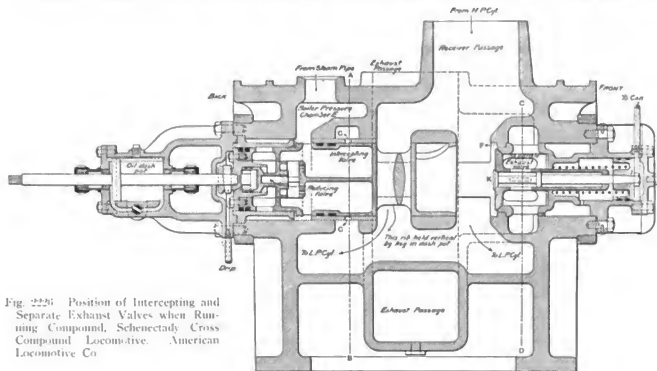 From H P Cyl.
Receiver Passage
From Steam Pipe
Exhaust
Passage
A
BACK
Boiler Pressure
Chamber E
C
FRONT
To Cab
G
Intercepting
Valve
F
Exhaust
Valve
K
Oil dash
pot
Reducing
Valve
G
This rib held vertical
by key in dash pot
To L.P Cyl.
To L.P Cyl.
Drip
Exhaust Passage
B
D
Fig. 2226 Position of Intercepting and
Separate Exhaust Valves when Run-
ning Compound, Schenectady Cross
Compound Locomotive. American
Locomotive Co